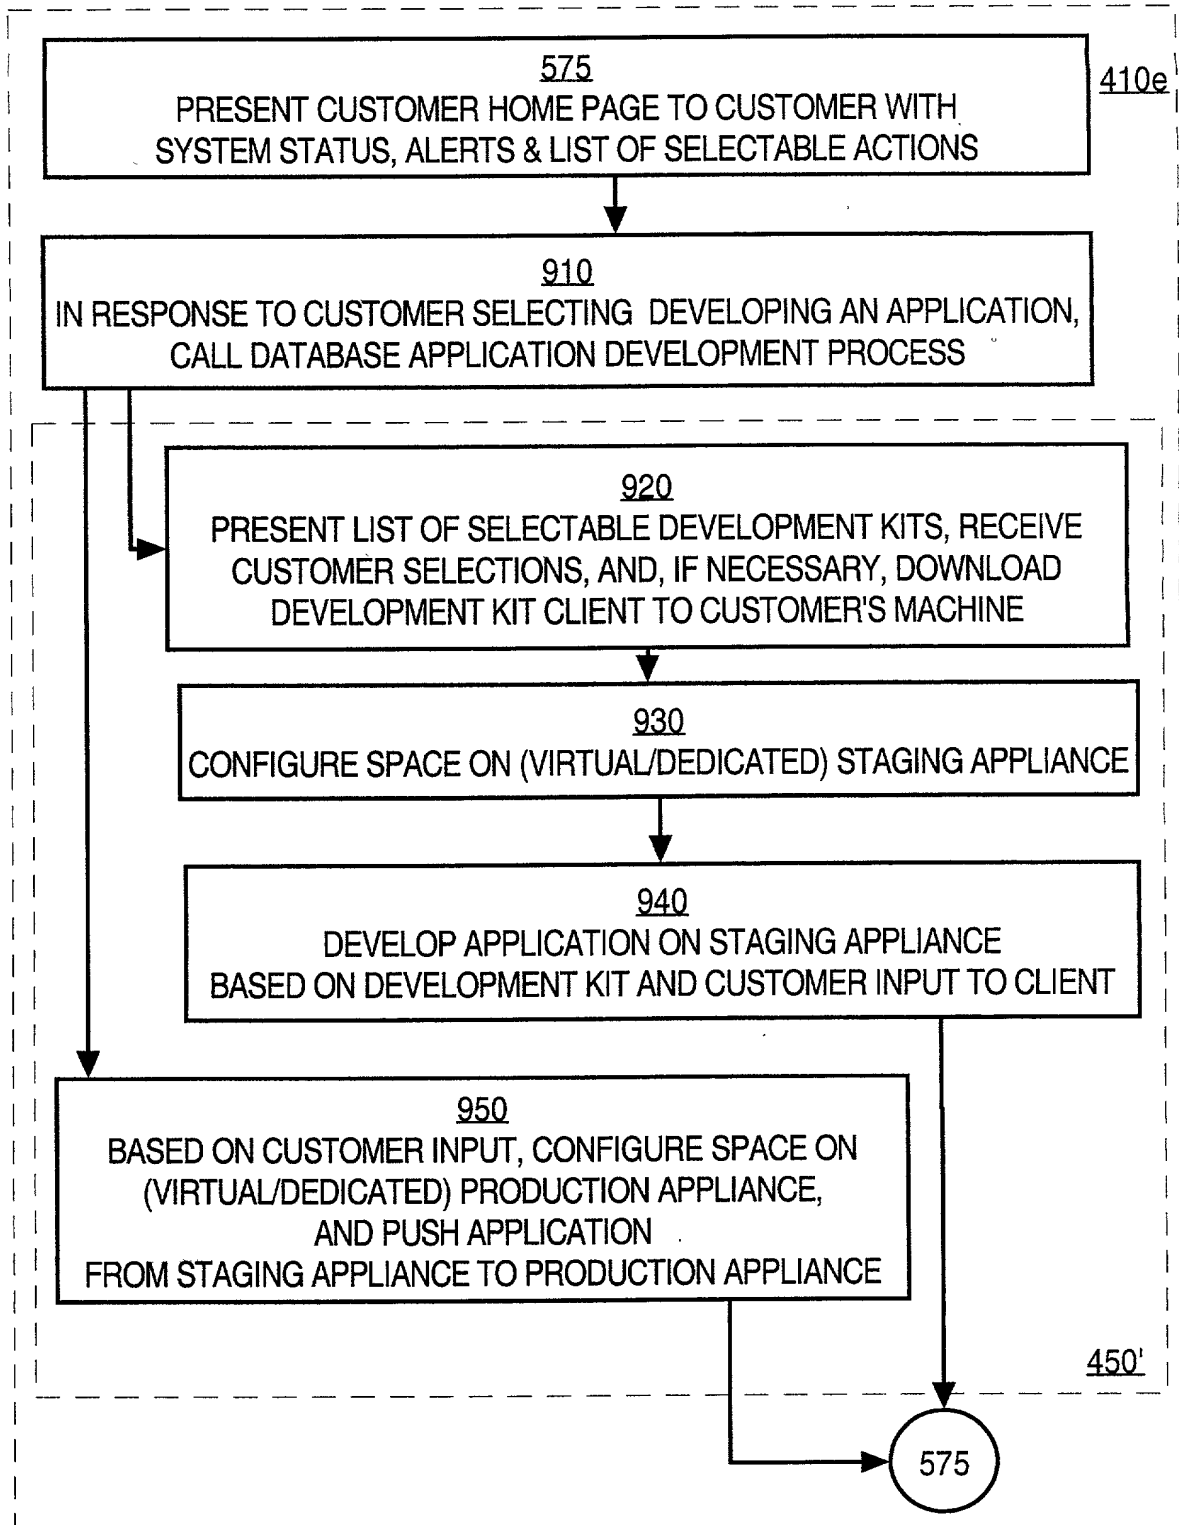 575
PRESENT CUSTOMER HOME PAGE TO CUSTOMER WITH
SYSTEM STATUS, ALERTS & LIST OF SELECTABLE ACTIONS
410e
910
IN RESPONSE TO CUSTOMER SELECTING DEVELOPING AN APPLICATION,
CALL DATABASE APPLICATION DEVELOPMENT PROCESS
920
PRESENT LIST OF SELECTABLE DEVELOPMENT KITS, RECEIVE
CUSTOMER SELECTIONS, AND, IF NECESSARY, DOWNLOAD
DEVELOPMENT KIT CLIENT TO CUSTOMER'S MACHINE
930
CONFIGURE SPACE ON (VIRTUAL/DEDICATED) STAGING APPLIANCE
940
DEVELOP APPLICATION ON STAGING APPLIANCE
BASED ON DEVELOPMENT KIT AND CUSTOMER INPUT TO CLIENT
950
BASED ON CUSTOMER INPUT, CONFIGURE SPACE ON
(VIRTUAL/DEDICATED) PRODUCTION APPLIANCE,
AND PUSH APPLICATION
FROM STAGING APPLIANCE TO PRODUCTION APPLIANCE
450'
575